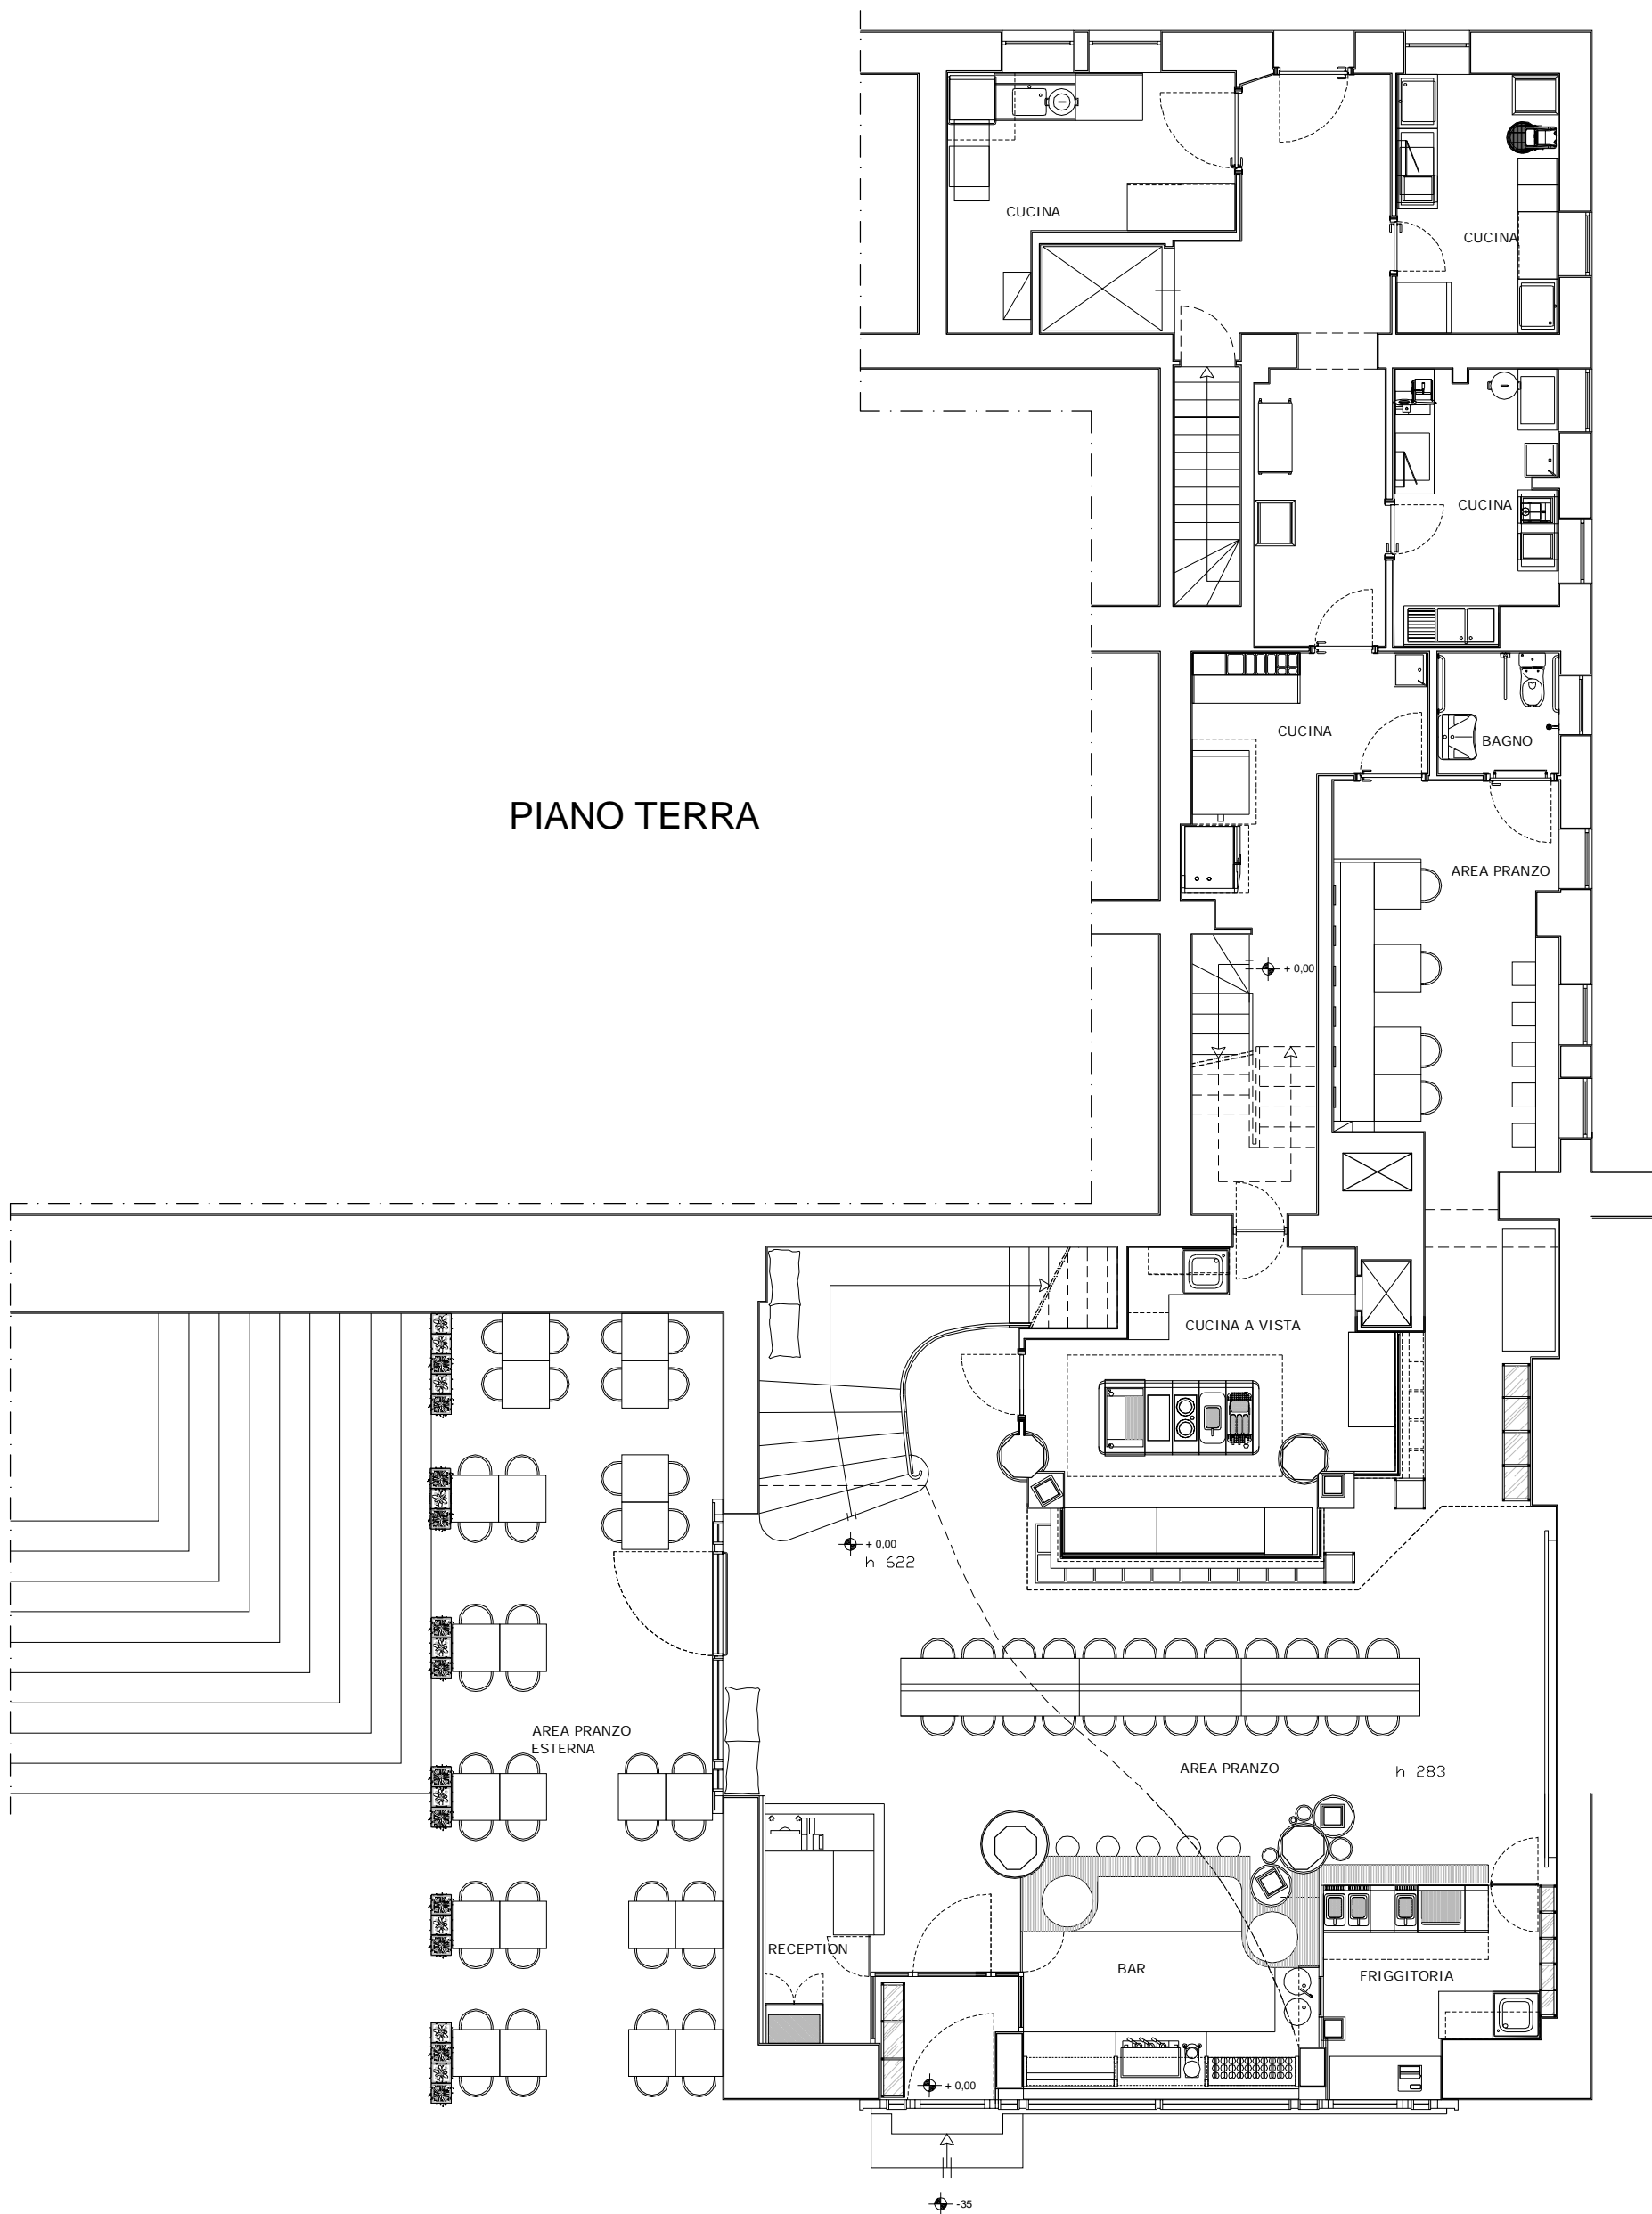 CUCINA
CUCINA
CUCINA
CUCINA
BAGNO
PIANO TERRA
AREA PRANZO
+ 0,00
CUCINA A VISTA
+ 0,00
h 622
AREA PRANZO
ESTERNA
AREA PRANZO
h 283
RECEPTION
BAR
FRIGGITORIA
+ 0,00
-35